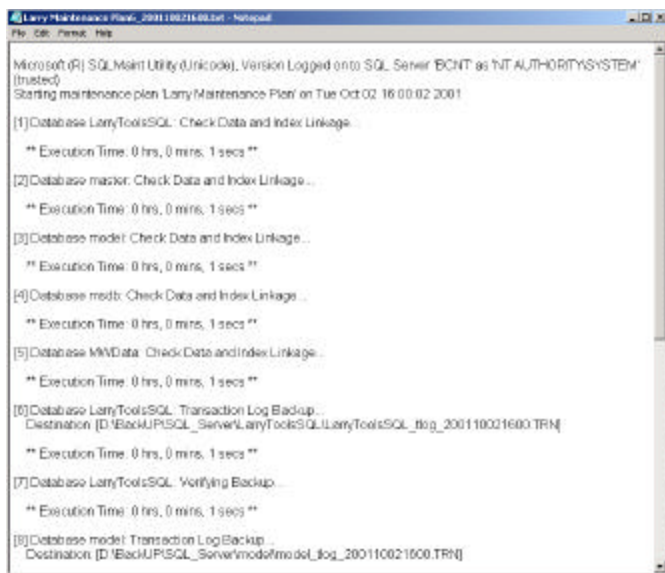 Larry Maintenance Plan6_200110021600.txt - Notepad
File Edit Format Help
Microsoft (R) SQLMaint Utility (Unicode), Version Logged on to SQL Server 'BCNT' as 'NT AUTHORITY\SYSTEM'
(trusted)
Starting maintenance plan 'Larry Maintenance Plan' on Tue Oct 02 16:00:02 2001
[1] Database LarryToolsSQL: Check Data and Index Linkage...
** Execution Time: 0 hrs, 0 mins, 1 secs **
[2] Database master: Check Data and Index Linkage...
** Execution Time: 0 hrs, 0 mins, 1 secs **
[3] Database model: Check Data and Index Linkage...
** Execution Time: 0 hrs, 0 mins, 1 secs **
[4] Database msdb: Check Data and Index Linkage...
** Execution Time: 0 hrs, 0 mins, 1 secs **
[5] Database MWData: Check Data and Index Linkage...
** Execution Time: 0 hrs, 0 mins, 1 secs **
[6] Database LarryToolsSQL: Transaction Log Backup...
Destination: [D:\BackUP\SQL_Server\LarryToolsSQL\LarryToolsSQL_tlog_200110021600.TRN]
** Execution Time: 0 hrs, 0 mins, 1 secs **
[7] Database LarryToolsSQL: Verifying Backup...
** Execution Time: 0 hrs, 0 mins, 1 secs **
[8] Database model: Transaction Log Backup...
Destination: [D:\BackUP\SQL_Server\model\model_tlog_200110021600.TRN]